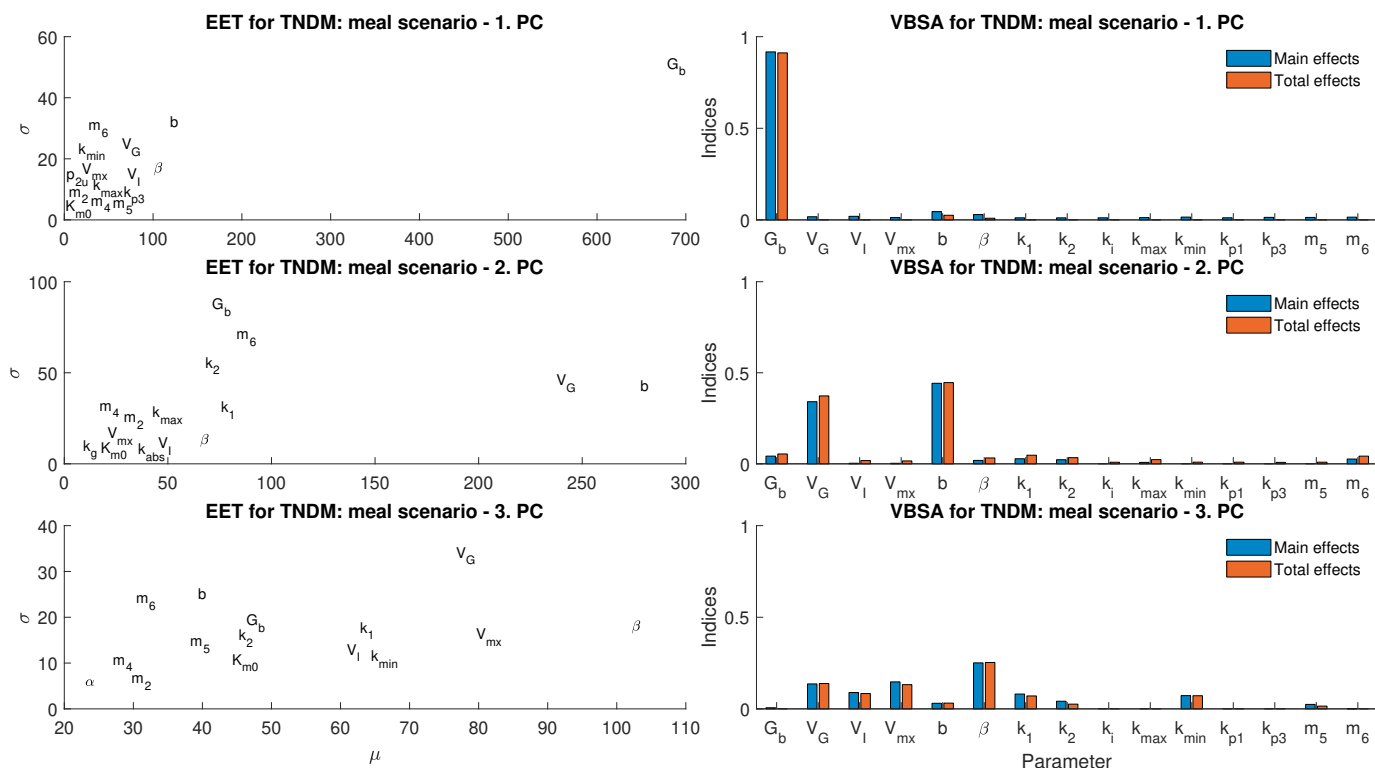 EET for TNDM: meal scenario - 1. PC
60
40
20
0
σ
0 100 200 300 400 500 600 700
G_b
b
m_6
V_G
k_min
β
V_mx
V_I
p_2u
k_max
k_p3
m_2
m_4
m_5
K_m0
VBSA for TNDM: meal scenario - 1. PC
1
0.5
0
Indices
Main effects
Total effects
G_b V_G V_I V_mx b β k_1 k_2 k_i k_max k_min k_p1 k_p3 m_5 m_6
EET for TNDM: meal scenario - 2. PC
100
50
0
σ
0 50 100 150 200 250 300
G_b
m_6
k_2
V_G
b
m_4
k_1
k_max
m_2
V_mx
β
V_I
k_g
K_m0
k_abs
VBSA for TNDM: meal scenario - 2. PC
1
0.5
0
Indices
Main effects
Total effects
G_b V_G V_I V_mx b β k_1 k_2 k_i k_max k_min k_p1 k_p3 m_5 m_6
EET for TNDM: meal scenario - 3. PC
40
30
20
10
0
σ
20 30 40 50 60 70 80 90 100 110
μ
V_G
b
m_6
G_b
k_1
β
k_2
V_mx
m_5
V_I
k_min
m_4
K_m0
m_2
α
VBSA for TNDM: meal scenario - 3. PC
1
0.5
0
Indices
Main effects
Total effects
G_b V_G V_I V_mx b β k_1 k_2 k_i k_max k_min k_p1 k_p3 m_5 m_6
Parameter